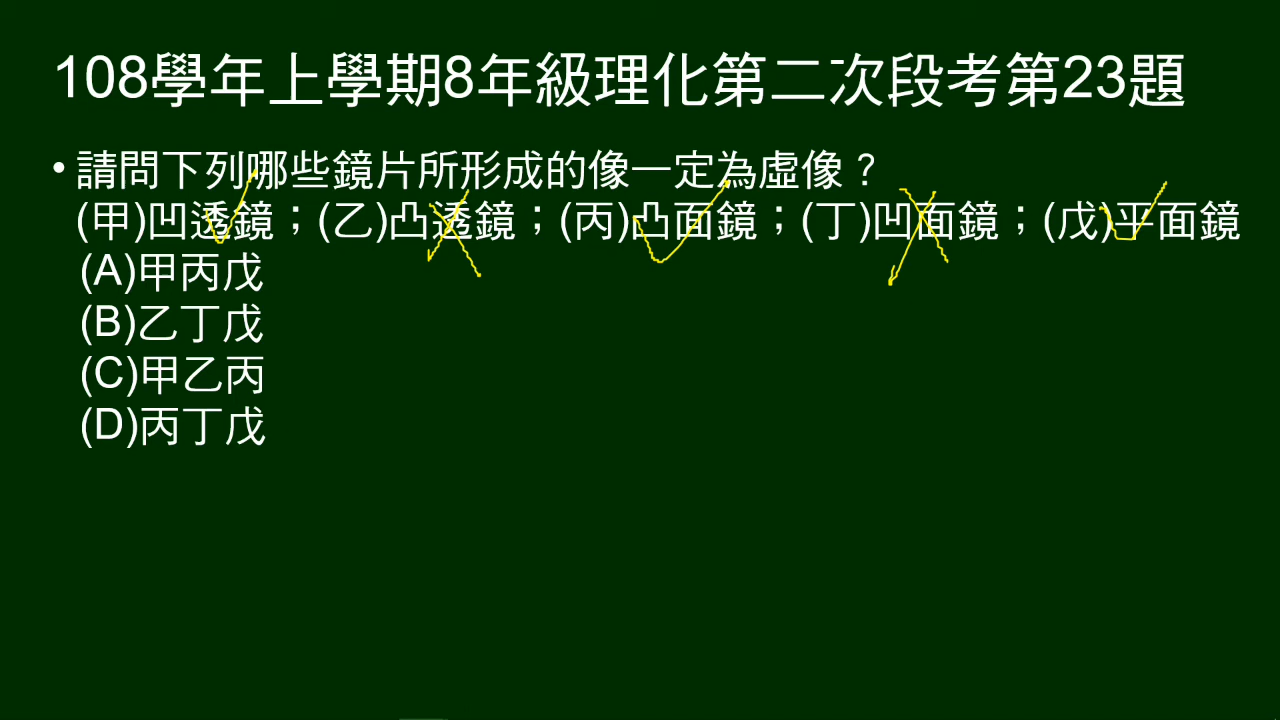 108學年上學期8年級理化第二次段考第23題
• 請問下列哪些鏡片所形成的像一定為虛像？
(甲)凹透鏡；(乙)凸透鏡；(丙)凸面鏡；(丁)凹面鏡；(戊)平面鏡
(A)甲丙戊
(B)乙丁戊
(C)甲乙丙
(D)丙丁戊